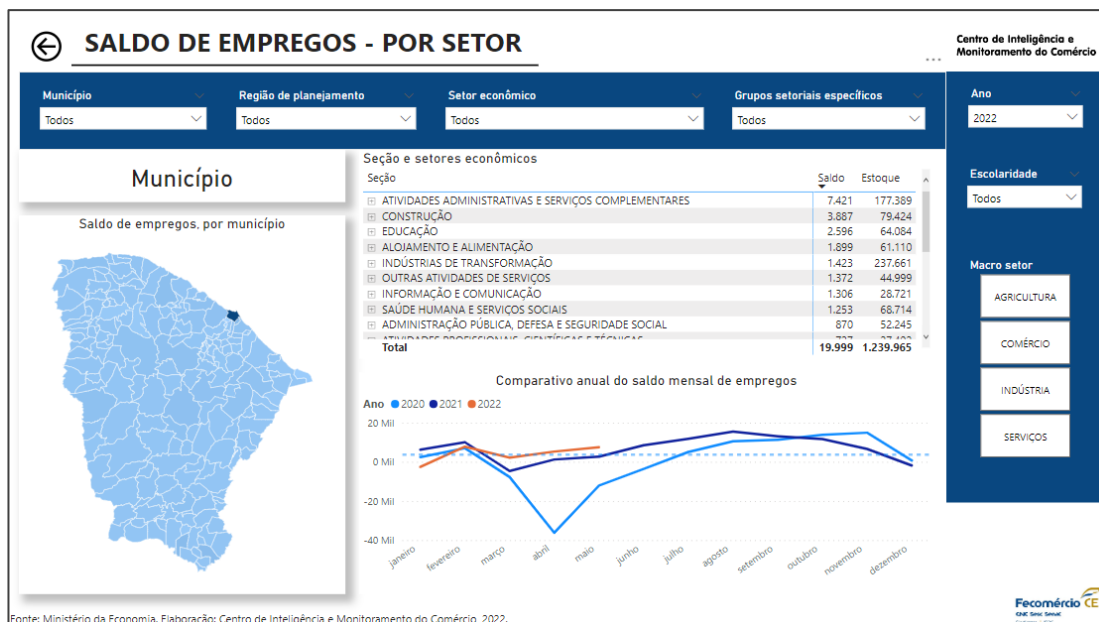 SALDO DE EMPREGOS - POR SETOR
Centro de Inteligência e
Monitoramento do Comércio
Município
Todos
Região de planejamento
Todos
Setor econômico
Todos
Grupos setoriais específicos
Todos
Ano
2022
Escolaridade
Todos
Macro setor
AGRICULTURA
COMÉRCIO
INDÚSTRIA
SERVIÇOS
Município
Saldo de empregos, por município
Seção e setores econômicos
Seção Saldo Estoque
ATIVIDADES ADMINISTRATIVAS E SERVIÇOS COMPLEMENTARES 7.421 177.389
CONSTRUÇÃO 3.887 79.424
EDUCAÇÃO 2.596 64.084
ALOJAMENTO E ALIMENTAÇÃO 1.899 61.110
INDÚSTRIAS DE TRANSFORMAÇÃO 1.423 237.661
OUTRAS ATIVIDADES DE SERVIÇOS 1.372 44.999
INFORMAÇÃO E COMUNICAÇÃO 1.306 28.721
SAÚDE HUMANA E SERVIÇOS SOCIAIS 1.253 68.714
ADMINISTRAÇÃO PÚBLICA, DEFESA E SEGURIDADE SOCIAL 870 52.245
ATIVIDADES PROFISSIONAIS, CIENTÍFICAS E TÉCNICAS
Total 19.999 1.239.965
Comparativo anual do saldo mensal de empregos
Ano 2020 2021 2022
20 Mil
0 Mil
-20 Mil
-40 Mil
janeiro
fevereiro
março
abril
maio
junho
julho
agosto
setembro
outubro
novembro
dezembro
Fonte: Ministério da Economia. Elaboração: Centro de Inteligência e Monitoramento do Comércio, 2022.
Fecomércio CE
CNC Sesc Senac